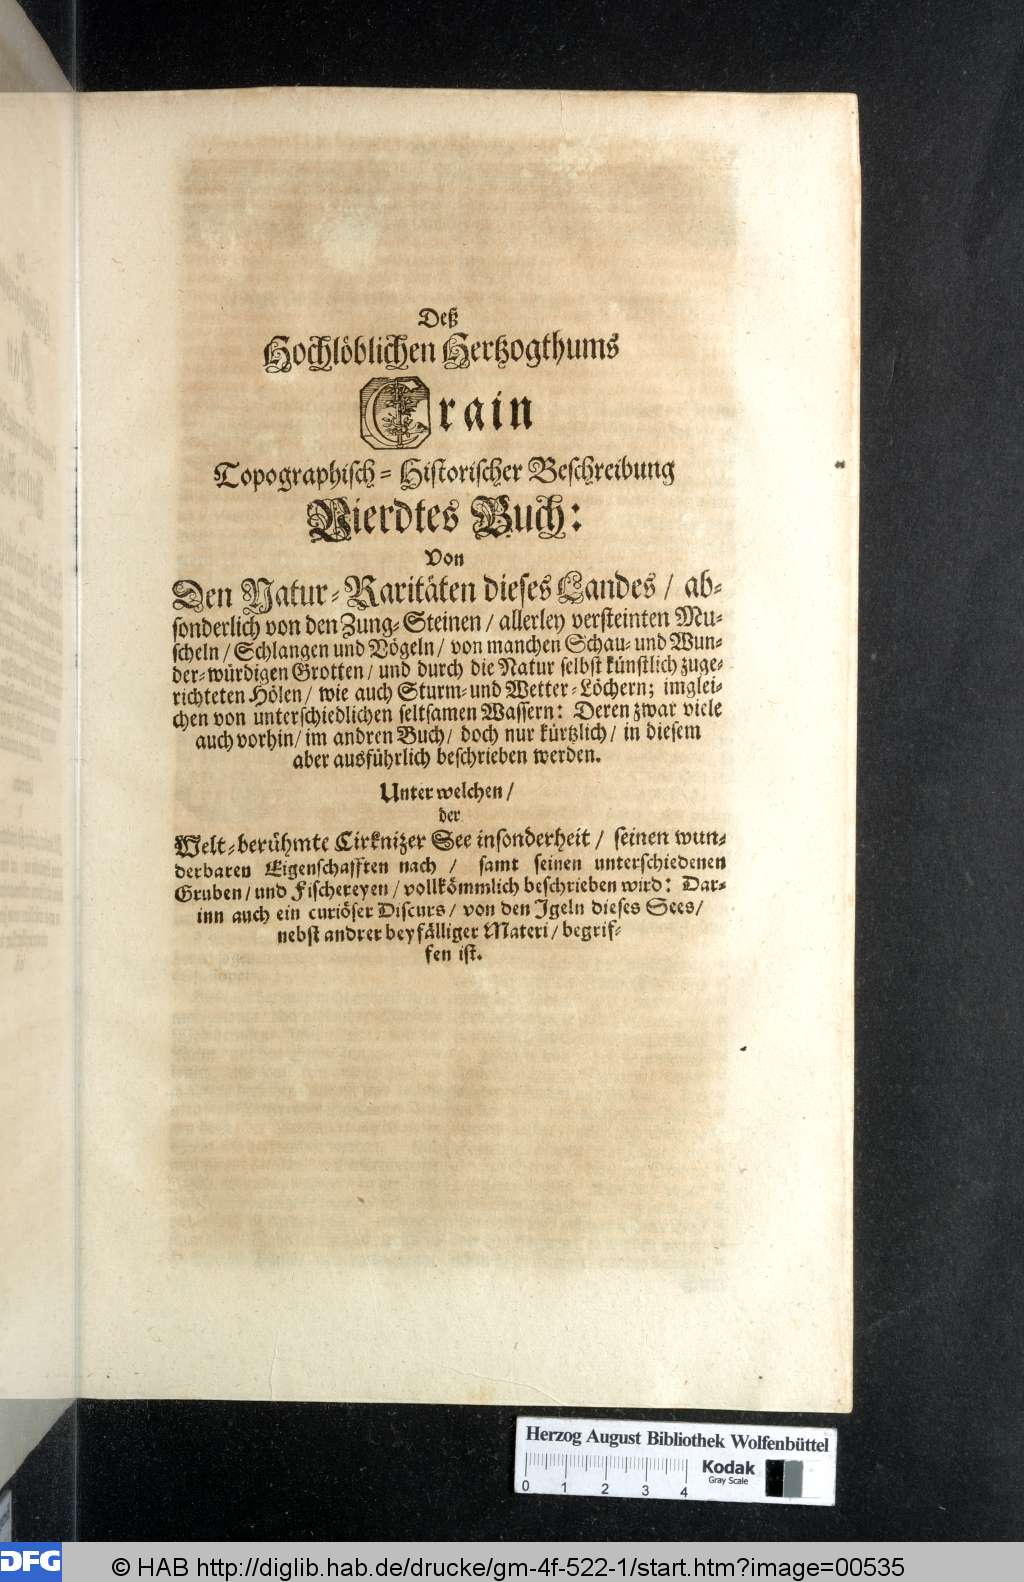 Deß
Hochlöblichen Hertzogthums
Crain
Topographisch-Historischer Beschreibung
Vierdtes Buch:
Von
Den Natur-Raritäten dieses Landes / ab-
sonderlich von den Zung-Steinen / allerley versteinten Mu-
scheln / Schlangen und Vögeln / von manchen Schau- und Wun-
der-würdigen Grotten / und durch die Natur selbst künstlich zuge-
richteten Hölen / wie auch Sturm- und Wetter-Löchern; imglei-
chen von unterschiedlichen seltsamen Wassern: Deren zwar viele
auch vorhin / im andren Buch / doch nur kürtzlich / in diesem
aber ausführlich beschrieben werden.
Unter welchen /
der
Welt-berühmte Cirknizer See insonderheit / seinen wun-
derbaren Eigenschafften nach / samt seinen unterschiedenen
Gruben / und Fischereyen / vollkömmlich beschrieben wird: Dar-
inn auch ein curiöser Discurs / von den Igeln dieses Sees /
nebst andrer beyfälliger Materi / begrif-
fen ist.
Herzog August Bibliothek Wolfenbüttel
Kodak
Gray Scale
0 1 2 3 4
DFG
© HAB http://diglib.hab.de/drucke/gm-4f-522-1/start.htm?image=00535